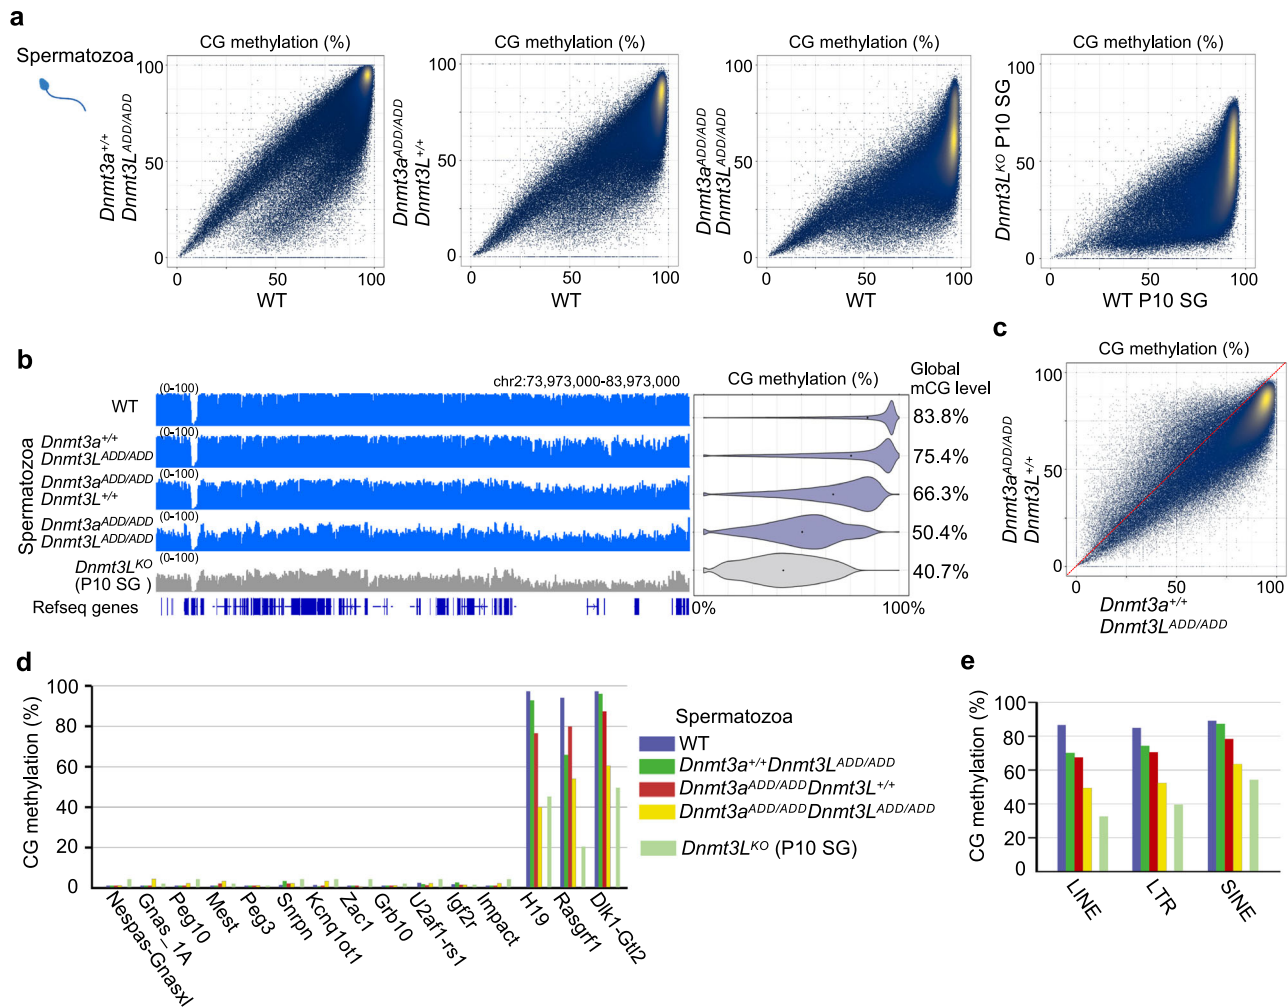 a
Spermatozoa
CG methylation (%)
100
50
0
Dnmt3a+/+
Dnmt3LADD/ADD
0 50 100
WT
CG methylation (%)
100
50
0
Dnmt3aADD/ADD
Dnmt3L+/+
0 50 100
WT
CG methylation (%)
100
50
0
Dnmt3aADD/ADD
Dnmt3LADD/ADD
0 50 100
WT
CG methylation (%)
100
50
0
Dnmt3LKO P10 SG
50 100
WT P10 SG
b
Spermatozoa
chr2:73,973,000-83,973,000
CG methylation (%)
Global
mCG level
WT
(0-100)
83.8%
Dnmt3a+/+
Dnmt3LADD/ADD
(0-100)
75.4%
Dnmt3aADD/ADD
Dnmt3L+/+
(0-100)
66.3%
Dnmt3aADD/ADD
Dnmt3LADD/ADD
(0-100)
50.4%
Dnmt3LKO
(P10 SG )
(0-100)
40.7%
Refseq genes
0% 100%
c
CG methylation (%)
100
50
0
Dnmt3aADD/ADD
Dnmt3L+/+
0 50 100
Dnmt3a+/+
Dnmt3LADD/ADD
d
CG methylation (%)
100
80
60
40
20
0
Nespas-Gnasxl
Gnas_1A
Peg10
Mest
Peg3
Snrpn
Kcnq1ot1
Zac1
Grb10
U2af1-rs1
Igf2r
Impact
H19
Rasgrf1
Dlk1-Gtl2
Spermatozoa
WT
Dnmt3a+/+Dnmt3LADD/ADD
Dnmt3aADD/ADDDnmt3L+/+
Dnmt3aADD/ADDDnmt3LADD/ADD
Dnmt3LKO (P10 SG)
e
CG methylation (%)
100
80
60
40
20
0
LINE
LTR
SINE